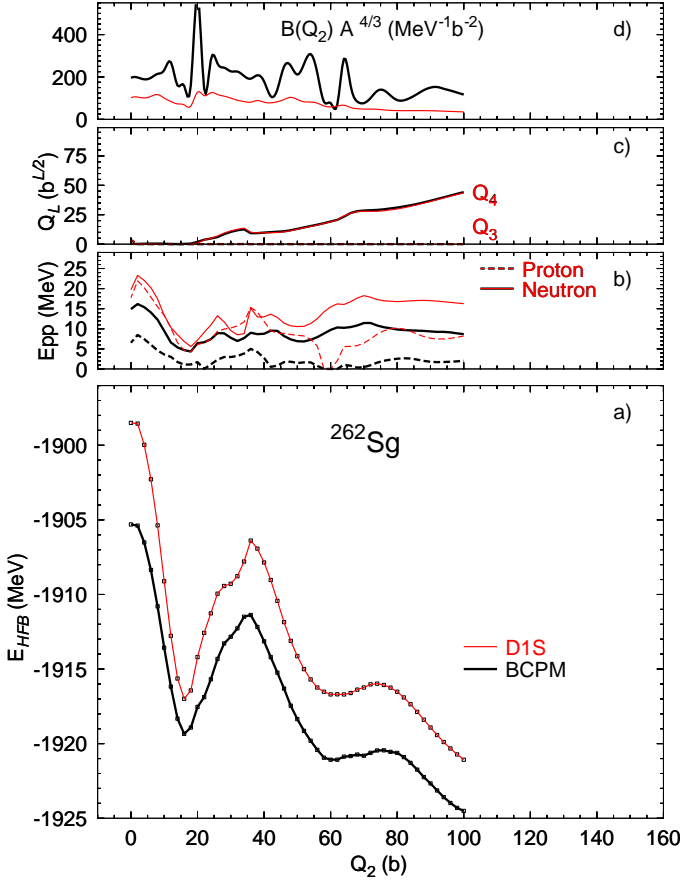 B(Q2) A 4/3 (MeV-1b-2)
d)
400
200
0
QL (bL/2)
c)
75
50
25
0
Q4
Q3
Epp (MeV)
b)
25
20
15
10
5
0
Proton
Neutron
a)
262Sg
EHFB (MeV)
-1900
-1905
-1910
-1915
-1920
-1925
D1S
BCPM
0 20 40 60 80 100 120 140 160
Q2 (b)